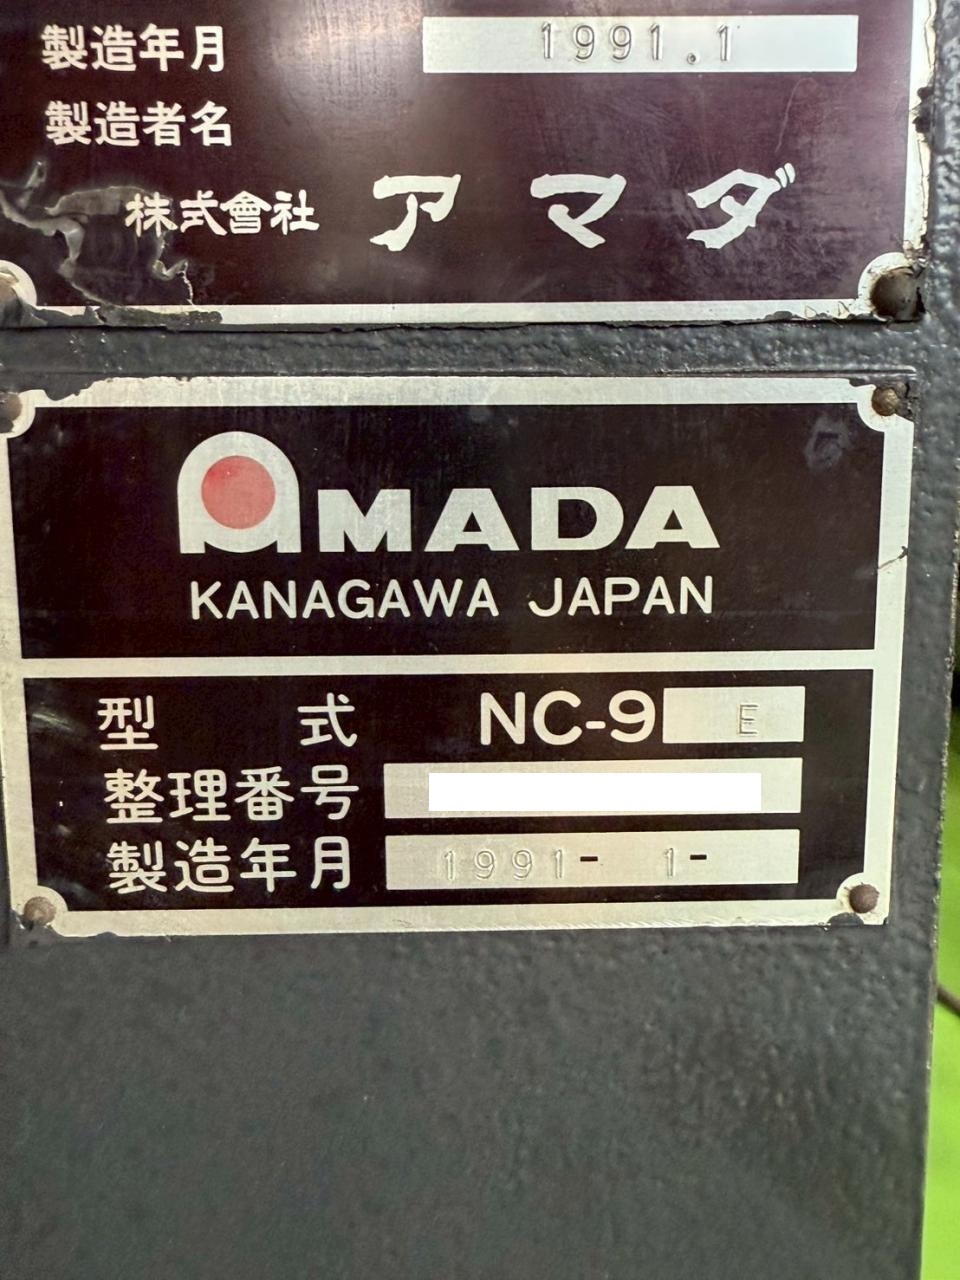 製造年月 1991.1
製造者名
株式會社 アマダ
AMADA
KANAGAWA JAPAN
型式 NC-9 E
整理番号
製造年月 1991- 1-